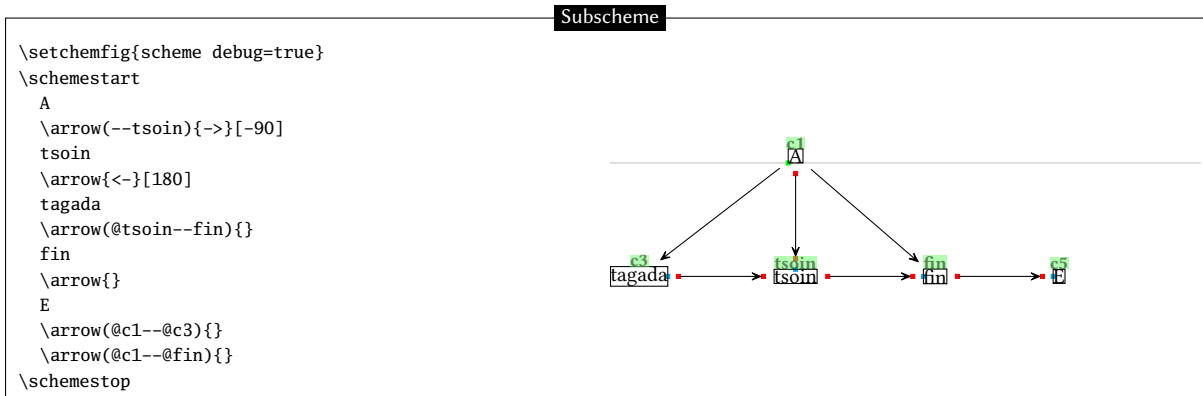 Subscheme
\setchemfig{scheme debug=true}
\schemestart
A
\arrow(--tsoin){->}[-90]
tsoin
\arrow{<-}[180]
tagada
\arrow(@tsoin--fin){}
fin
\arrow{}
E
\arrow(@c1--@c3){}
\arrow(@c1--@fin){}
\schemestop
c1
A
c3 tsoin fin c5
tagada tsoin fin E